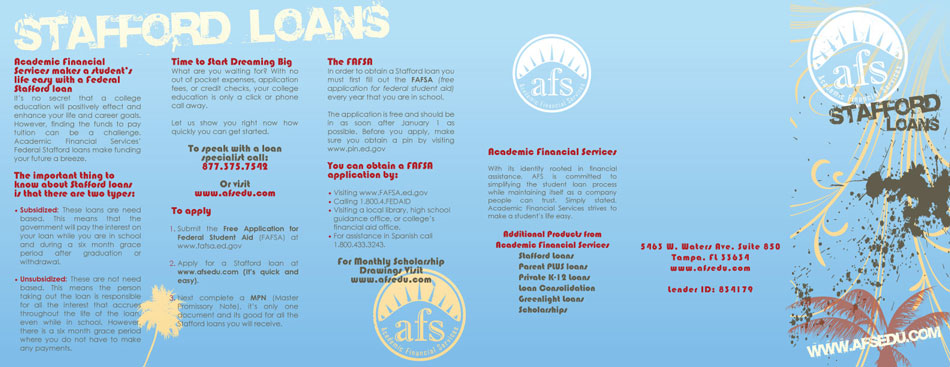 STAFFORD LOANS
Academic Financial
Services makes a student's
life easy with a Federal
Stafford loan
It's no secret that a college
education will positively effect and
enhance your life and career goals.
However, finding the funds to pay
tuition can be a challenge.
Academic Financial Services'
Federal Stafford loans make funding
your future a breeze.
The important thing to
know about Stafford loans
is that there are two types:
• Subsidized: These loans are need
based. This means that the
government will pay the interest on
your loan while you are in school
and during a six month grace
period after graduation or
withdrawal.
• Unsubsidized: These are not need
based. This means the person
taking out the loan is responsible
for all the interest that accrues
throughout the life of the loan,
even while in school. However
there is a six month grace period
where you do not have to make
any payments.
Time to Start Dreaming Big
What are you waiting for? With no
out of pocket expenses, application
fees, or credit checks, your college
education is only a click or phone
call away.
Let us show you right now how
quickly you can get started.
To speak with a loan
specialist call:
877.375.7542
Or visit
www.afsedu.com
To apply
1. Submit the Free Application for
Federal Student Aid (FAFSA) at
www.fafsa.ed.gov
2. Apply for a Stafford loan at
www.afsedu.com (it's quick and
easy).
3. Next complete a MPN (Master
Promissory Note), it's only one
document and its good for all the
Stafford loans you will receive.
The FAFSA
In order to obtain a Stafford loan you
must first fill out the FAFSA (free
application for federal student aid)
every year that you are in school.
The application is free and should be
in as soon after January 1 as
possible. Before you apply, make
sure you obtain a pin by visiting
www.pin.ed.gov
You can obtain a FAFSA
application by:
• Visiting www.FAFSA.ed.gov
• Calling 1.800.4.FEDAID
• Visiting a local library, high school
guidance office, or college's
financial aid office.
• For assistance in Spanish call
1.800.433.3243.
For Monthly Scholarship
Drawings Visit
www.afsedu.com
afs
Academic Financial Services
afs
Academic Financial Services
Academic Financial Services
With its identity rooted in financial
assistance, AFS is committed to
simplifying the student loan process
while maintaining itself as a company
people can trust. Simply stated,
Academic Financial Services strives to
make a student's life easy.
Additional Products from
Academic Financial Services
Stafford Loans
Parent PLUS loans
Private K-12 Loans
Loan Consolidation
Greenlight Loans
Scholarships
5463 W. Waters Ave. Suite 850
Tampa, FL 33634
www.afsedu.com
Lender ID: 834179
afs
Academic Financial Services
STAFFORD
LOANS
WWW.AFSEDU.COM